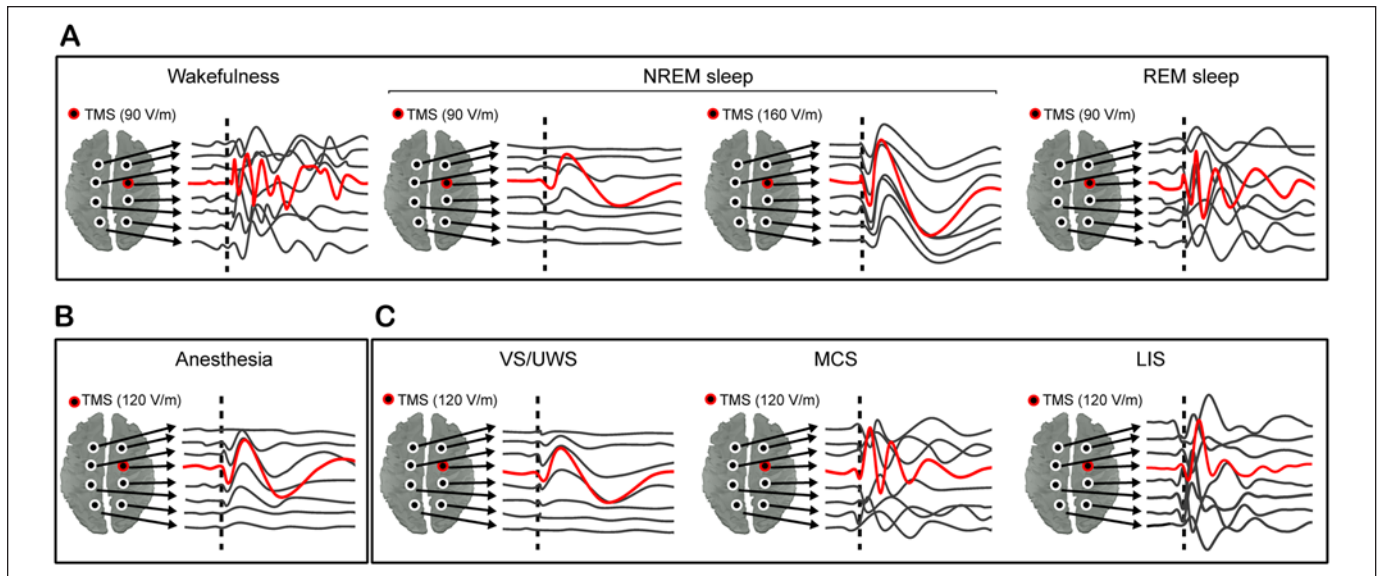 A
Wakefulness
NREM sleep
REM sleep
TMS (90 V/m)
TMS (90 V/m)
TMS (160 V/m)
TMS (90 V/m)
B
C
Anesthesia
VS/UWS
MCS
LIS
TMS (120 V/m)
TMS (120 V/m)
TMS (120 V/m)
TMS (120 V/m)